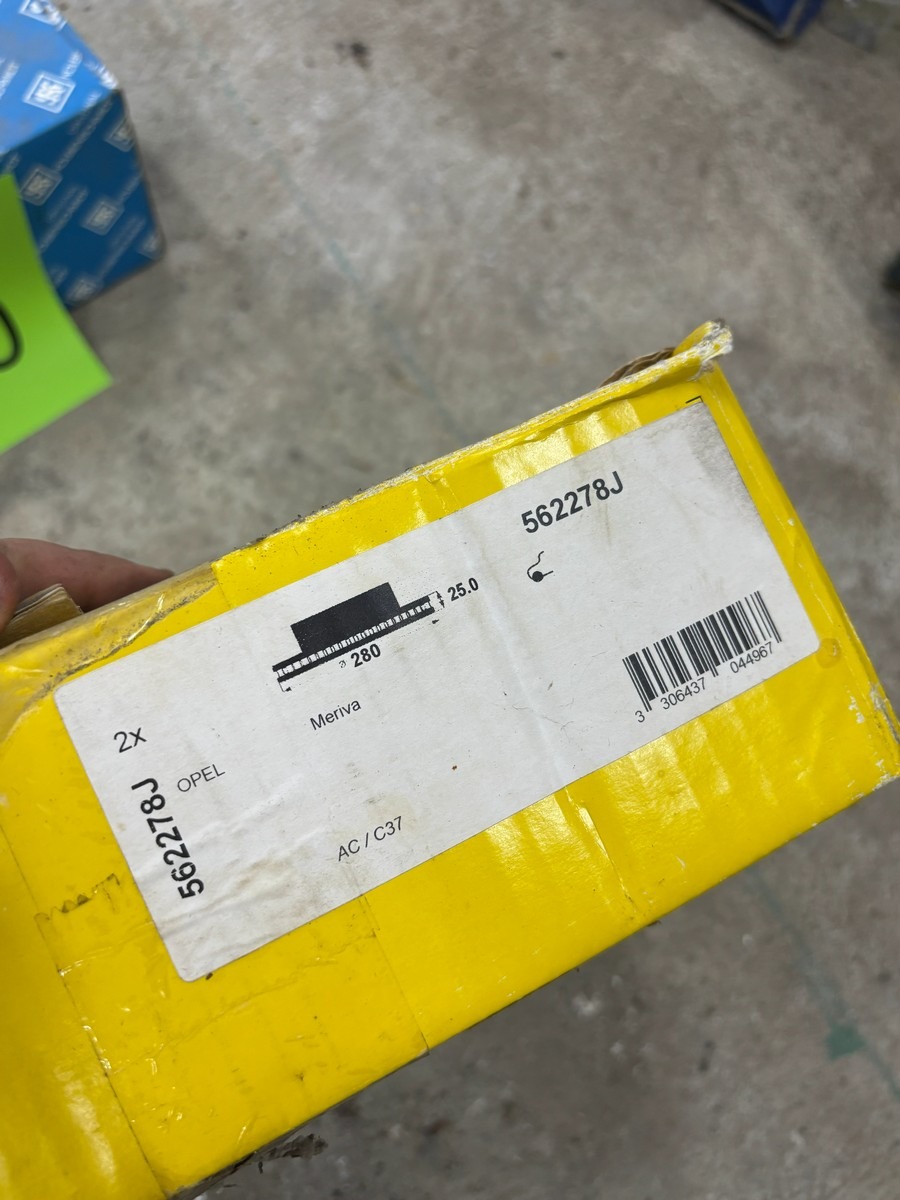 562278J
25.0
⌀ 280
Meriva
2x
OPEL
562278J
AC / C37
3 306437 044967